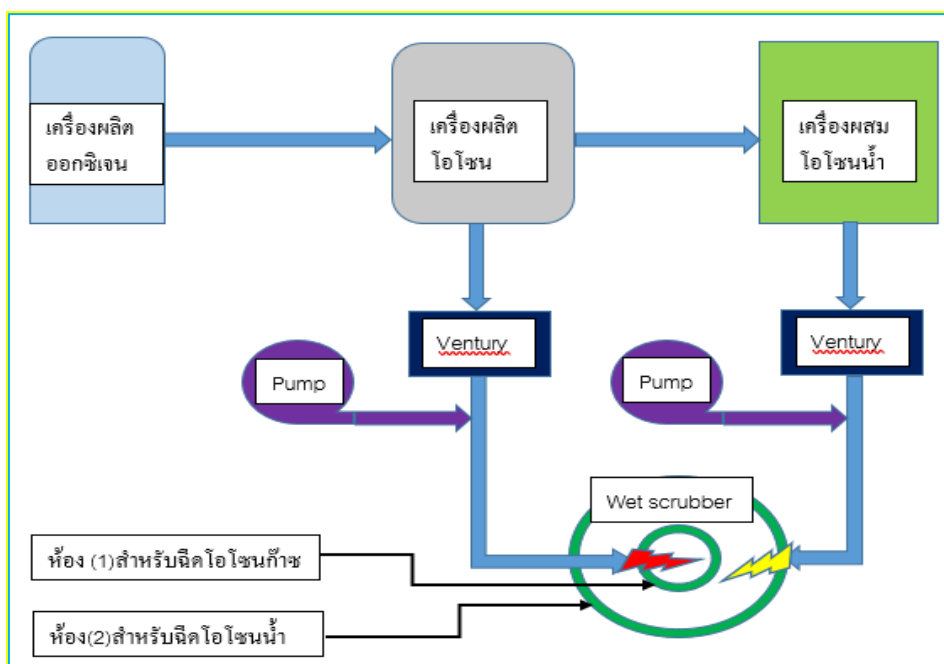 เครื่องผลิต
ออกซิเจน
เครื่องผลิต
โอโซน
เครื่องผสม
โอโซนน้ำ
Ventury
Ventury
Pump
Pump
Wet scrubber
ห้อง (1)สำหรับฉีดโอโซนก๊าซ
ห้อง(2)สำหรับฉีดโอโซนน้ำ